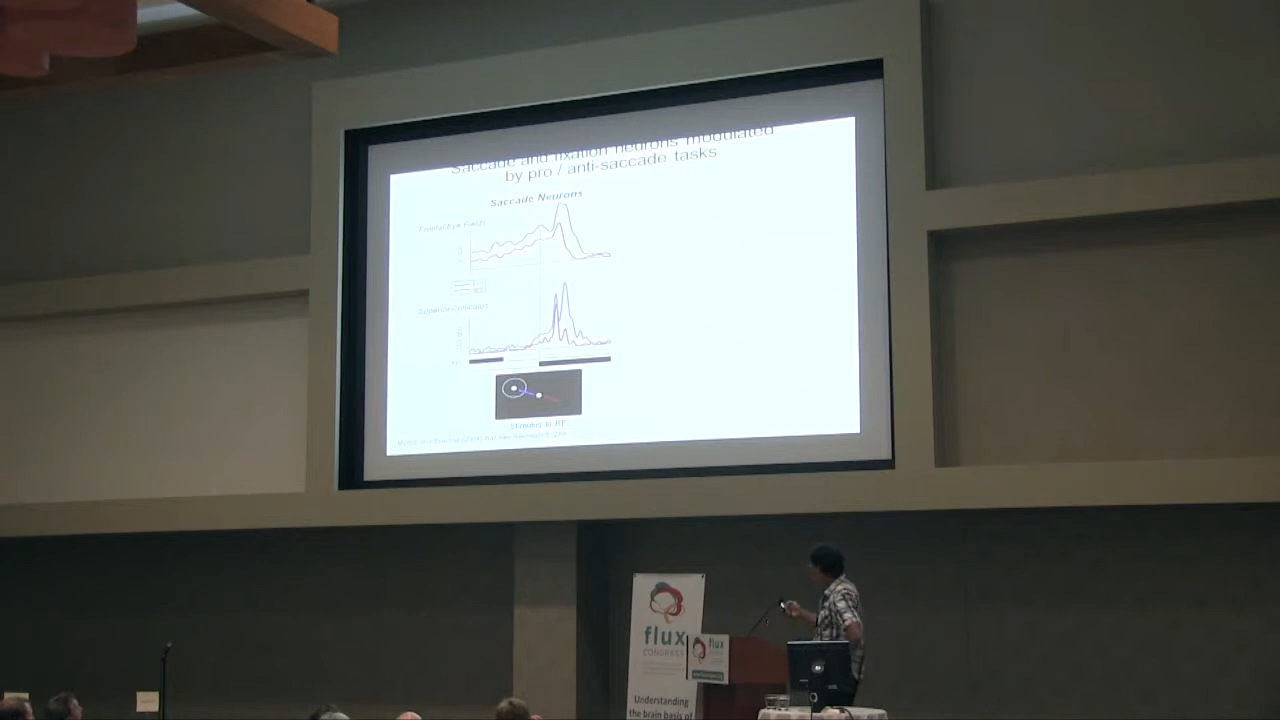 Saccade and fixation neurons modulated
by pro / anti-saccade tasks
Saccade Neurons
Frontal Eye Fields
Superior Colliculus
Stimulus in RF
flux
CONGRESS
flux
Understanding
the brain basis of